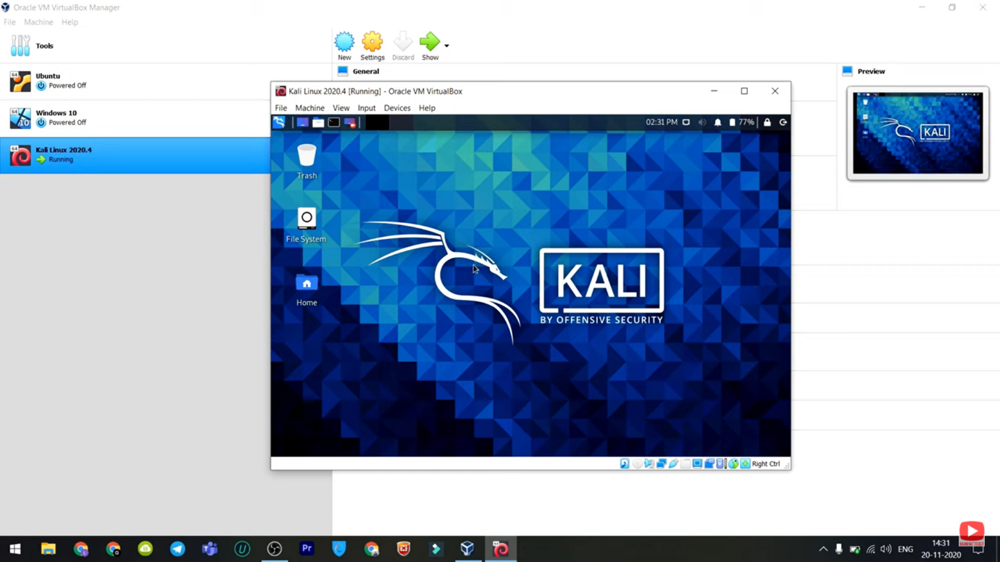 Oracle VM VirtualBox Manager
File Machine Help
Tools
New Settings Discard Show
Ubuntu
Powered Off
Windows 10
Powered Off
Kali Linux 2020.4
Running
General
Preview
Kali Linux 2020.4 [Running] - Oracle VM VirtualBox
File Machine View Input Devices Help
02:31 PM 77%
Trash
File System
Home
KALI
BY OFFENSIVE SECURITY
KALI
Right Ctrl
SUBSCRIBE
ENG
14:31
20-11-2020